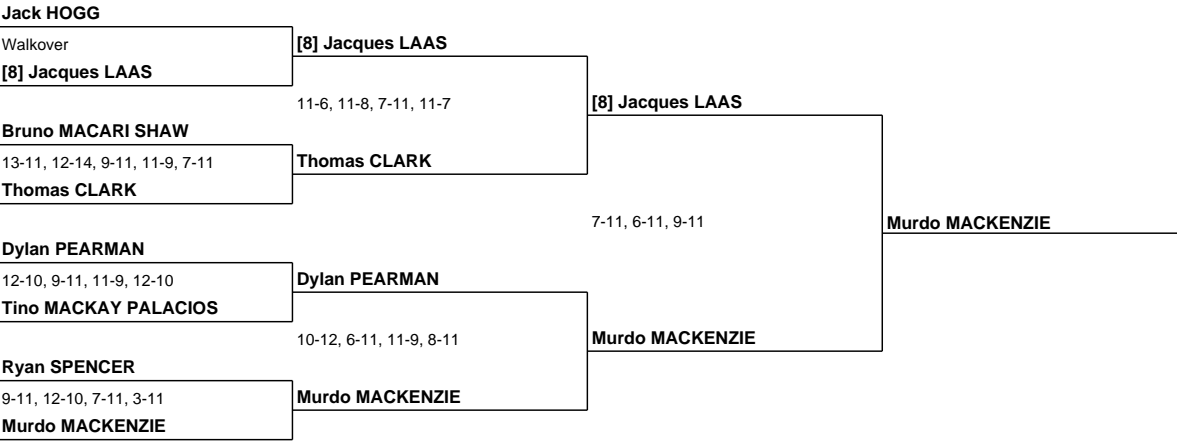 Jack HOGG
Walkover
[8] Jacques LAAS
[8] Jacques LAAS
11-6, 11-8, 7-11, 11-7
[8] Jacques LAAS
Bruno MACARI SHAW
13-11, 12-14, 9-11, 11-9, 7-11
Thomas CLARK
Thomas CLARK
7-11, 6-11, 9-11
Murdo MACKENZIE
Dylan PEARMAN
12-10, 9-11, 11-9, 12-10
Dylan PEARMAN
Tino MACKAY PALACIOS
10-12, 6-11, 11-9, 8-11
Murdo MACKENZIE
Ryan SPENCER
9-11, 12-10, 7-11, 3-11
Murdo MACKENZIE
Murdo MACKENZIE